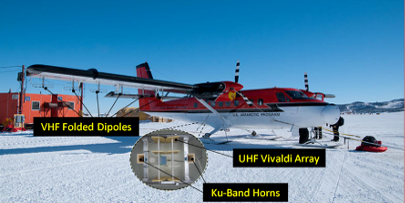 U.S. ANTARCTIC PROGRAM
VHF Folded Dipoles
UHF Vivaldi Array
Ku-Band Horns